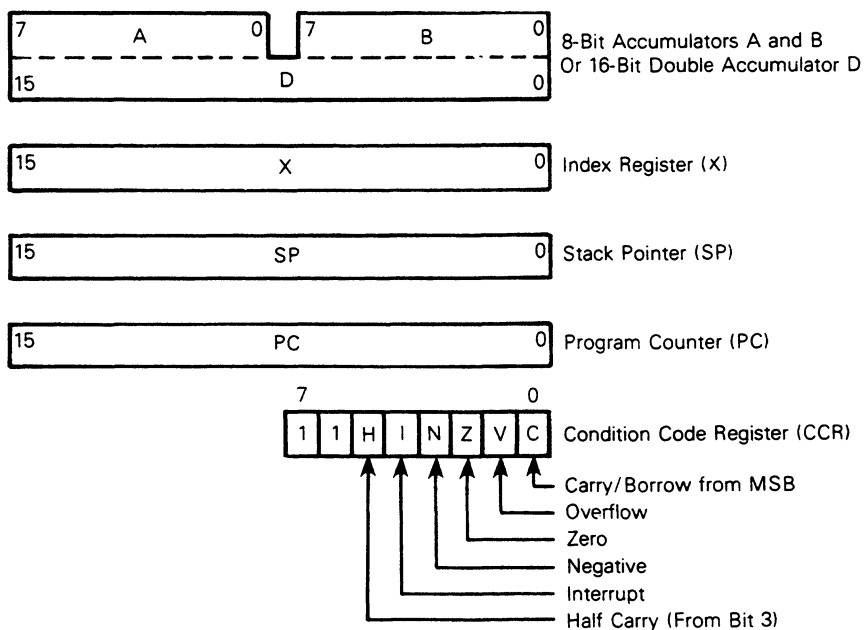 7 A 0 7 B 0
8-Bit Accumulators A and B
Or 16-Bit Double Accumulator D
15 D 0
15 X 0 Index Register (X)
15 SP 0 Stack Pointer (SP)
15 PC 0 Program Counter (PC)
7 0
1 1 H I N Z V C Condition Code Register (CCR)
Carry/Borrow from MSB
Overflow
Zero
Negative
Interrupt
Half Carry (From Bit 3)